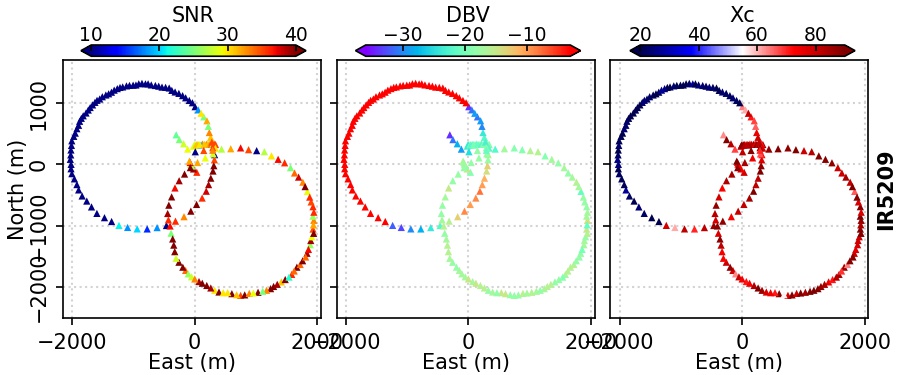 SNR DBV Xc
10 20 30 40 −30 −20 −10 20 40 60 80
1000
0
−1000
−2000
North (m)
IR5209
−2000 0 2000 −2000 0 2000 −2000 0 2000
East (m) East (m) East (m)